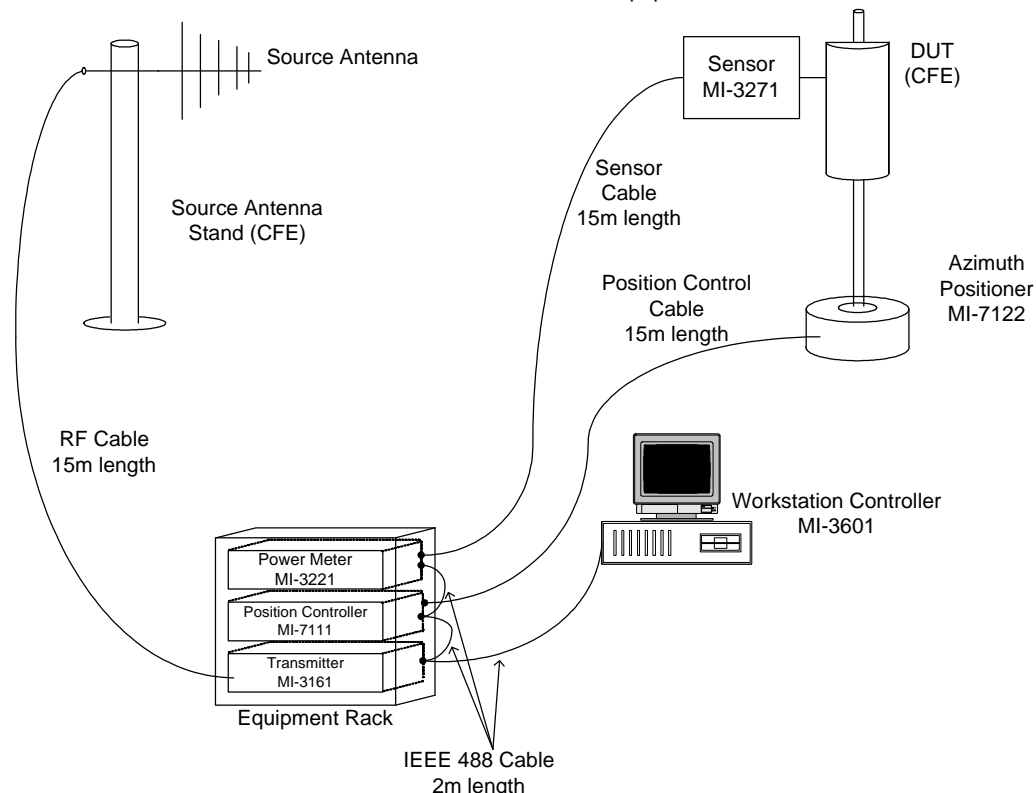 Source Antenna
Sensor
MI-3271
DUT
(CFE)
Sensor
Cable
15m length
Source Antenna
Stand (CFE)
Azimuth
Positioner
MI-7122
Position Control
Cable
15m length
RF Cable
15m length
Workstation Controller
MI-3601
Power Meter
MI-3221
Position Controller
MI-7111
Transmitter
MI-3161
Equipment Rack
IEEE 488 Cable
2m length